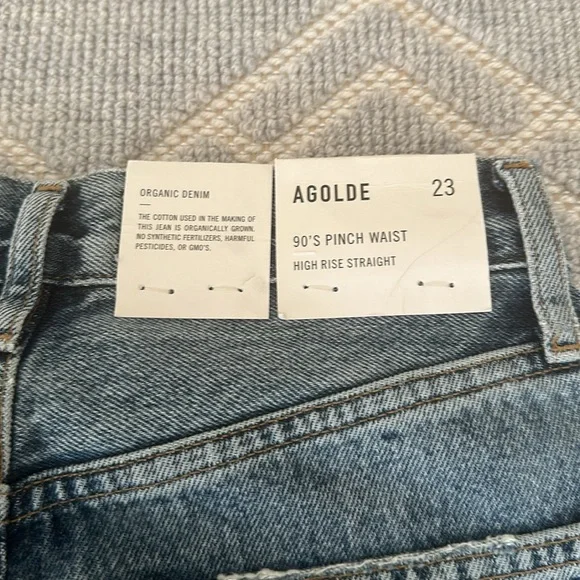 ORGANIC DENIM
—
THE COTTON USED IN THE MAKING OF
THIS JEAN IS ORGANICALLY GROWN.
NO SYNTHETIC FERTILIZERS, HARMFUL
PESTICIDES, OR GMO'S.
AGOLDE 23
90'S PINCH WAIST
HIGH RISE STRAIGHT